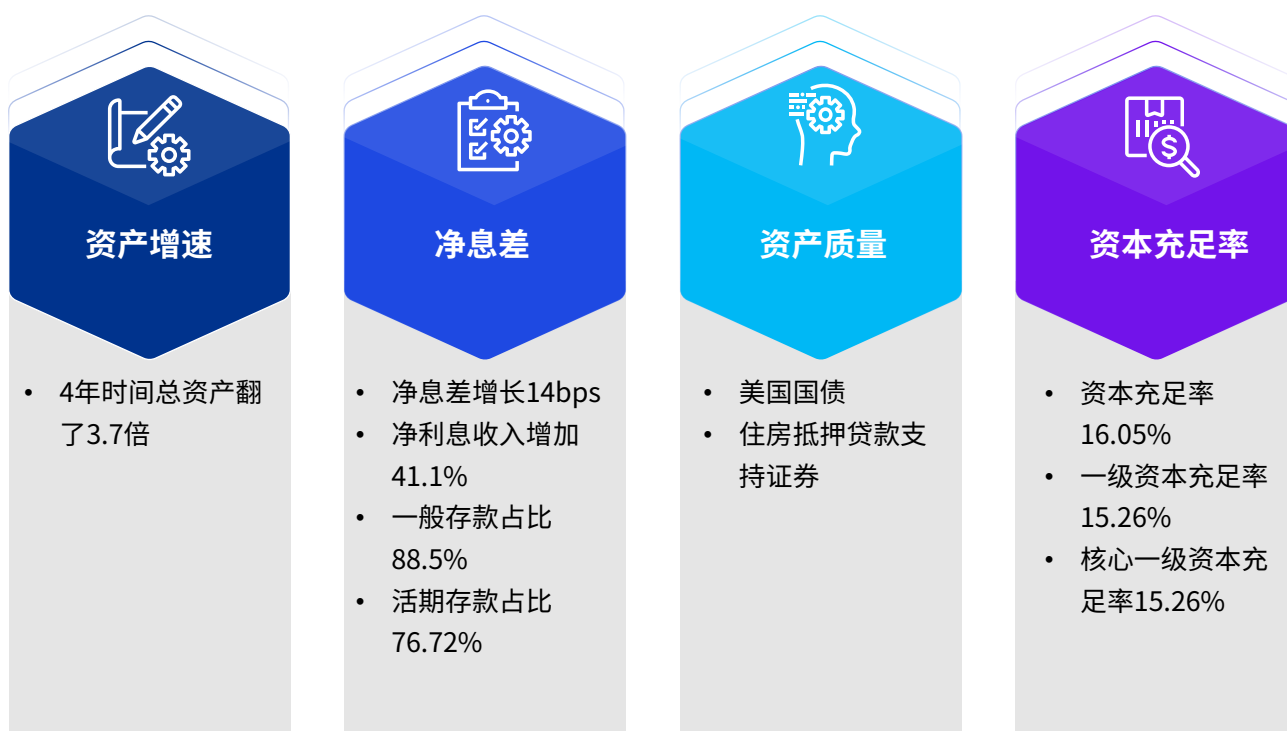 资产增速
• 4年时间总资产翻
了3.7倍
净息差
• 净息差增长14bps
• 净利息收入增加
41.1%
• 一般存款占比
88.5%
• 活期存款占比
76.72%
资产质量
• 美国国债
• 住房抵押贷款支
持证券
$
资本充足率
• 资本充足率
16.05%
• 一级资本充足率
15.26%
• 核心一级资本充
足率15.26%